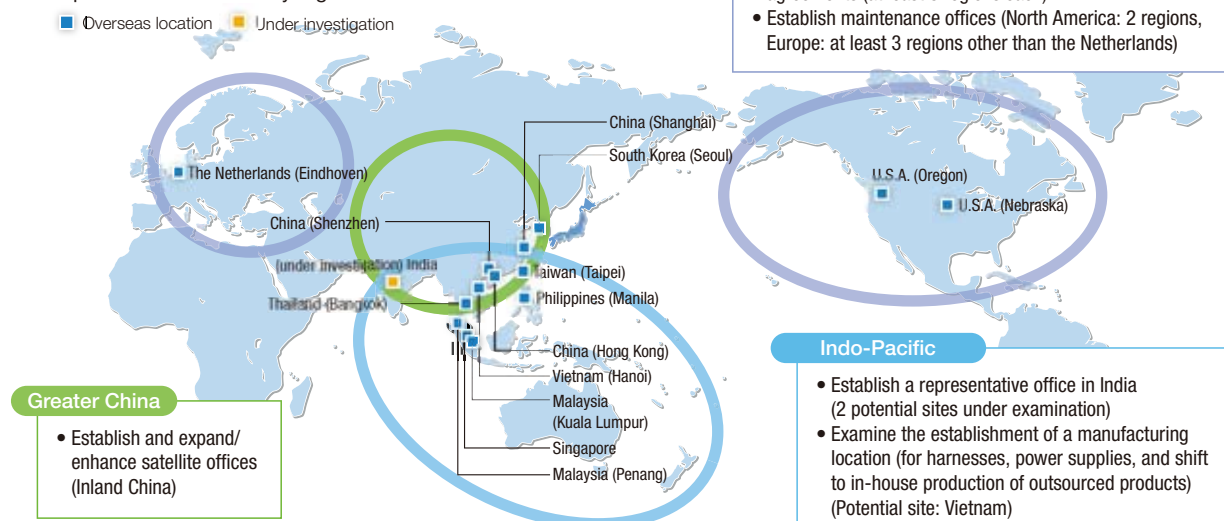 Overseas location
Under investigation
• Establish maintenance offices (North America: 2 regions,
Europe: at least 3 regions other than the Netherlands)
China (Shanghai)
South Korea (Seoul)
The Netherlands (Eindhoven)
U.S.A. (Oregon)
U.S.A. (Nebraska)
China (Shenzhen)
(under investigation) India
Taiwan (Taipei)
Thailand (Bangkok)
Philippines (Manila)
China (Hong Kong)
Vietnam (Hanoi)
Malaysia
(Kuala Lumpur)
Singapore
Malaysia (Penang)
Greater China
• Establish and expand/
enhance satellite offices
(Inland China)
Indo-Pacific
• Establish a representative office in India
(2 potential sites under examination)
• Examine the establishment of a manufacturing
location (for harnesses, power supplies, and shift
to in-house production of outsourced products)
(Potential site: Vietnam)